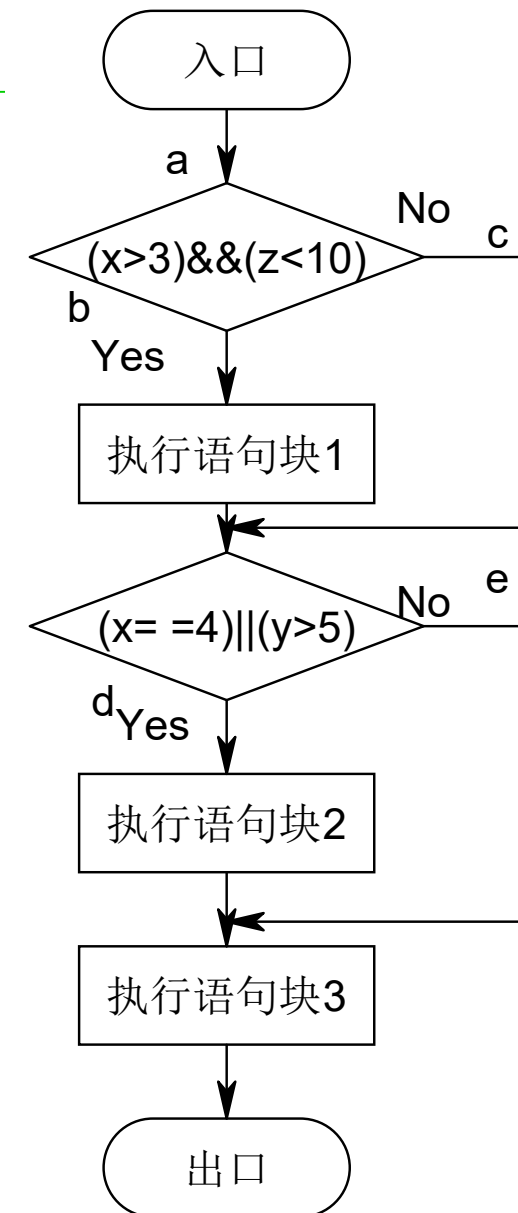 入口
a
No
c
(x>3)&&(z<10)
b
Yes
执行语句块1
e
No
(x= =4)||(y>5)
d
Yes
执行语句块2
执行语句块3
出口